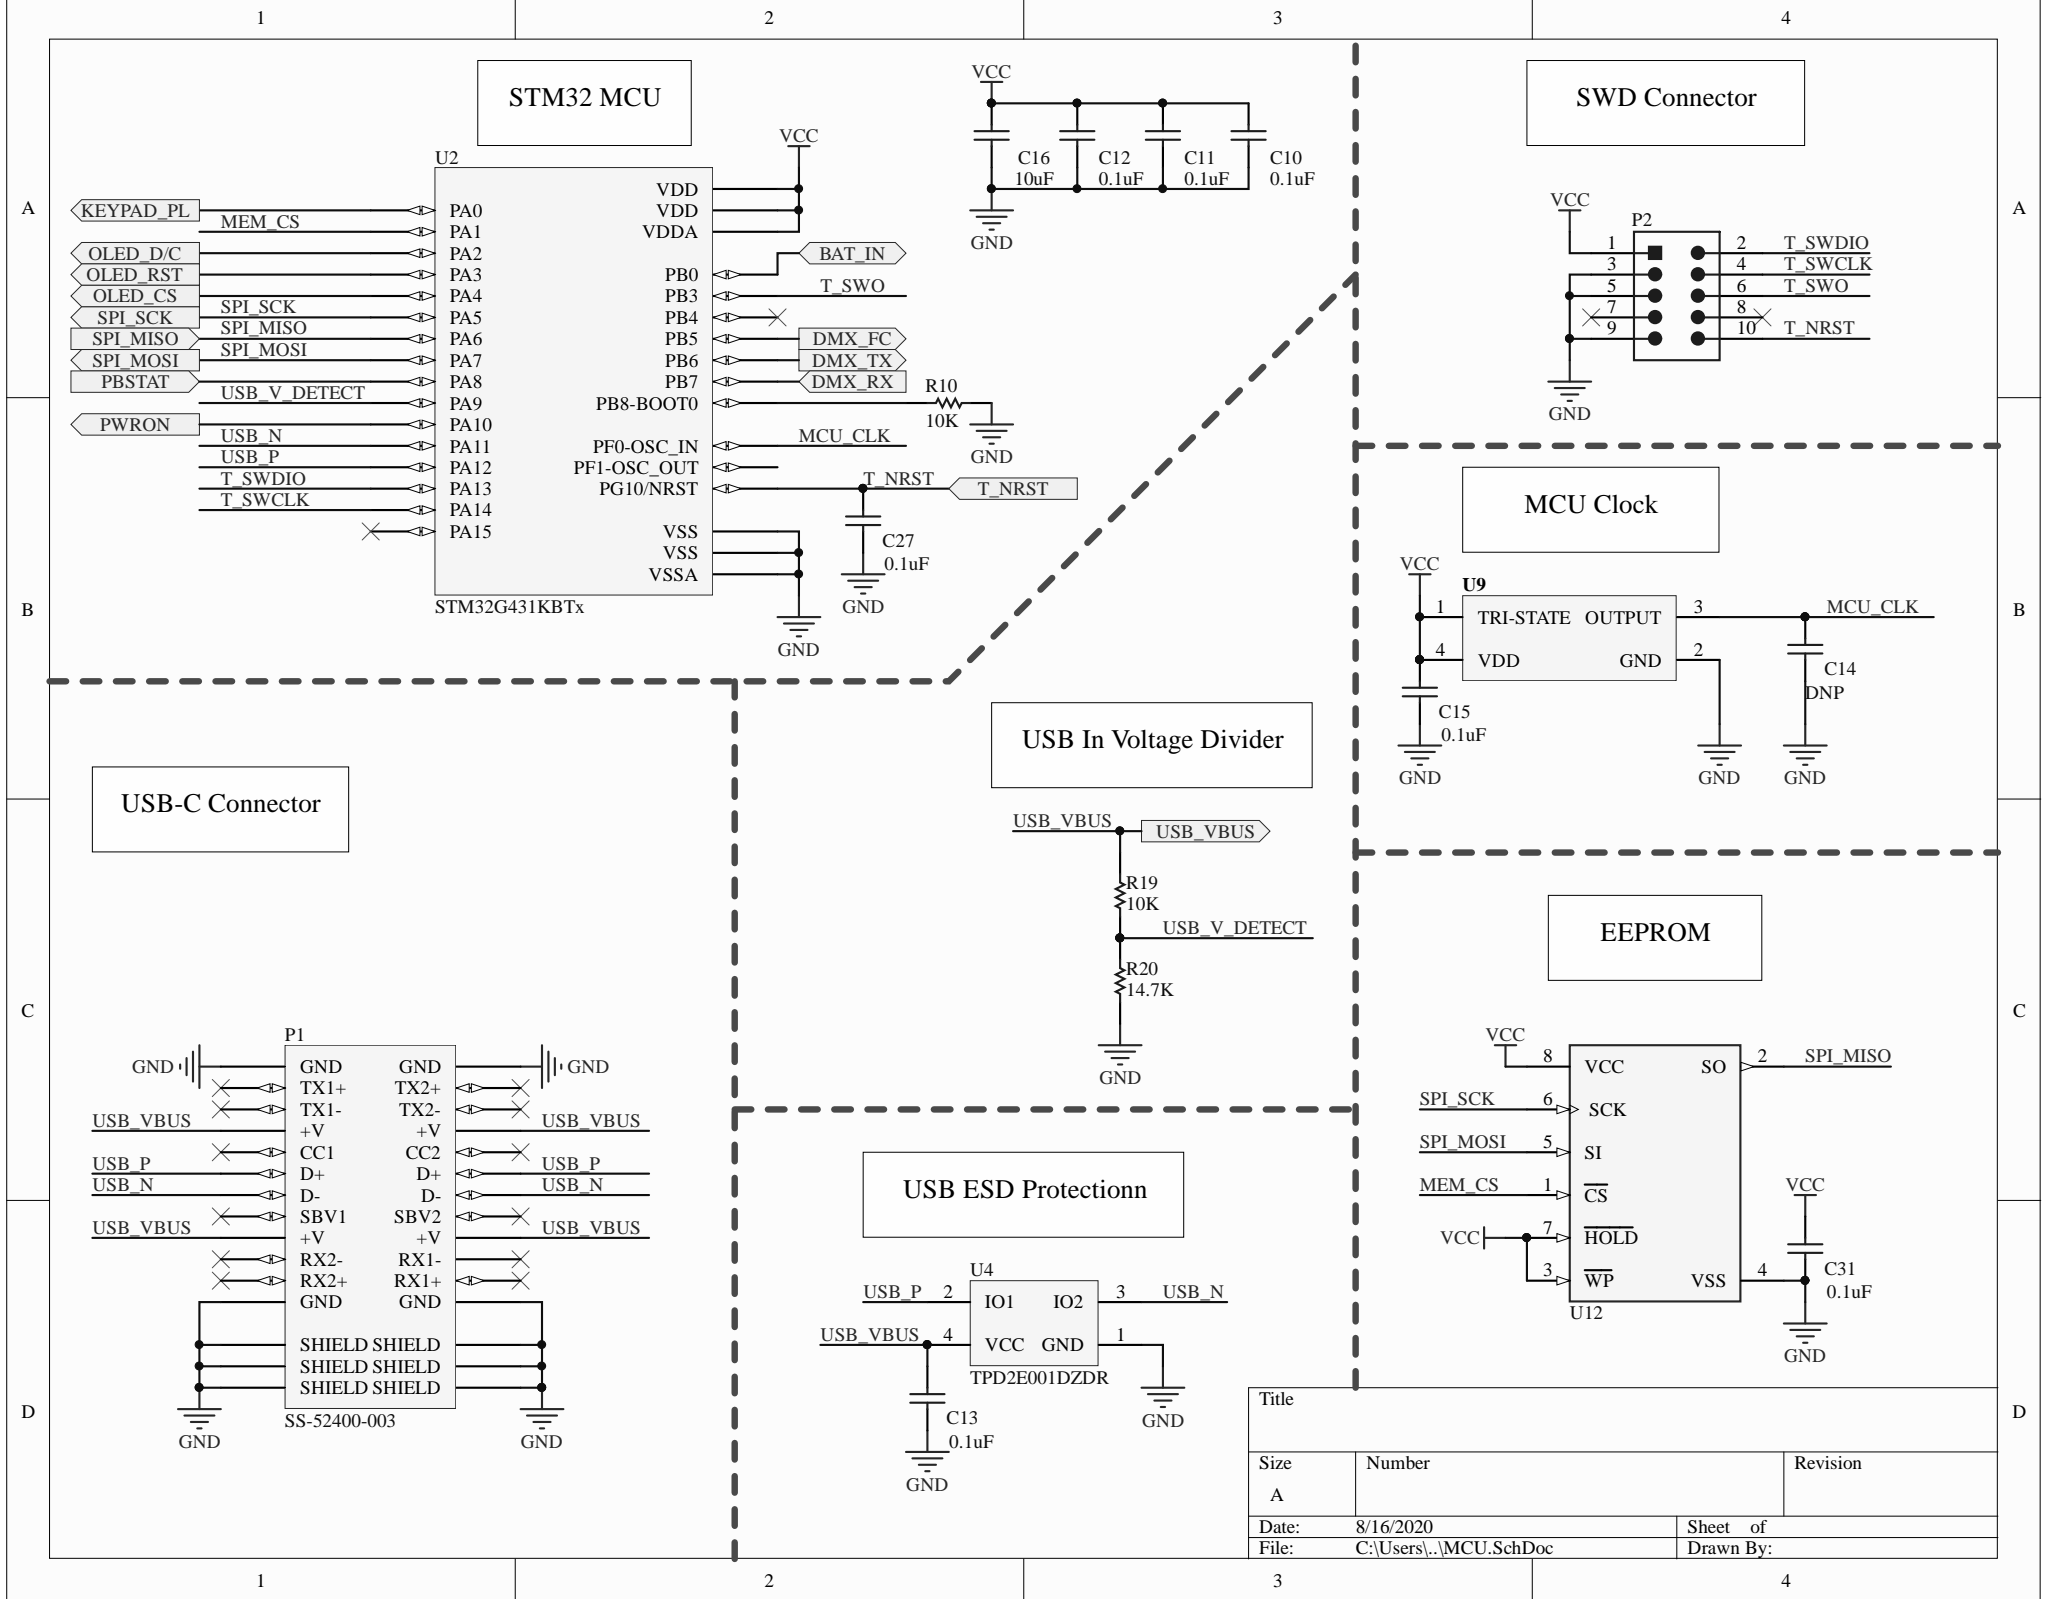 1 2 3 4
STM32 MCU
SWD Connector
A
A
U2
VCC
VDD
VDD
VDDA
KEYPAD_PL
PA0
MEM_CS
PA1
OLED_D/C
PA2
OLED_RST
PA3
OLED_CS
PA4
SPI_SCK
SPI_SCK
PA5
SPI_MISO
SPI_MISO
PA6
SPI_MOSI
SPI_MOSI
PA7
PBSTAT
PA8
USB_V_DETECT
PA9
PWRON
PA10
USB_N
PA11
USB_P
PA12
T_SWDIO
PA13
T_SWCLK
PA14
PA15
PB0
BAT_IN
PB3
T_SWO
PB4
PB5
DMX_FC
PB6
DMX_TX
PB7
DMX_RX
PB8-BOOT0
R10
10K
GND
PF0-OSC_IN
MCU_CLK
PF1-OSC_OUT
PG10/NRST
T_NRST
T_NRST
VSS
VSS
VSSA
C27
0.1uF
GND
GND
STM32G431KBTx
VCC
C16
10uF
C12
0.1uF
C11
0.1uF
C10
0.1uF
GND
VCC
P2
1 2 T_SWDIO
3 4 T_SWCLK
5 6 T_SWO
7 8
9 10 T_NRST
GND
B
B
MCU Clock
VCC
U9
1 TRI-STATE OUTPUT 3 MCU_CLK
4 VDD GND 2
C14
DNP
C15
0.1uF
GND
GND
GND
USB In Voltage Divider
USB_VBUS
USB_VBUS
R19
10K
USB_V_DETECT
R20
14.7K
GND
C
C
USB-C Connector
P1
GND GND GND GND
TX1+ TX2+
TX1- TX2-
USB_VBUS +V +V USB_VBUS
CC1 CC2
USB_P D+ D+ USB_P
USB_N D- D- USB_N
SBV1 SBV2
USB_VBUS +V +V USB_VBUS
RX2- RX1-
RX2+ RX1+
GND GND
SHIELD SHIELD
SHIELD SHIELD
SHIELD SHIELD
SS-52400-003
GND GND
USB ESD Protectionn
U4
USB_P 2 IO1 IO2 3 USB_N
USB_VBUS 4 VCC GND 1
TPD2E001DZDR
C13
0.1uF
GND
GND
EEPROM
VCC
8 VCC SO 2 SPI_MISO
SPI_SCK 6 SCK
SPI_MOSI 5 SI
MEM_CS 1 CS
VCC 7 HOLD
3 WP VSS 4
U12
VCC
C31
0.1uF
GND
D
D
Title
Size Number Revision
A
Date: 8/16/2020 Sheet of
File: C:\Users\..\MCU.SchDoc Drawn By:
1 2 3 4